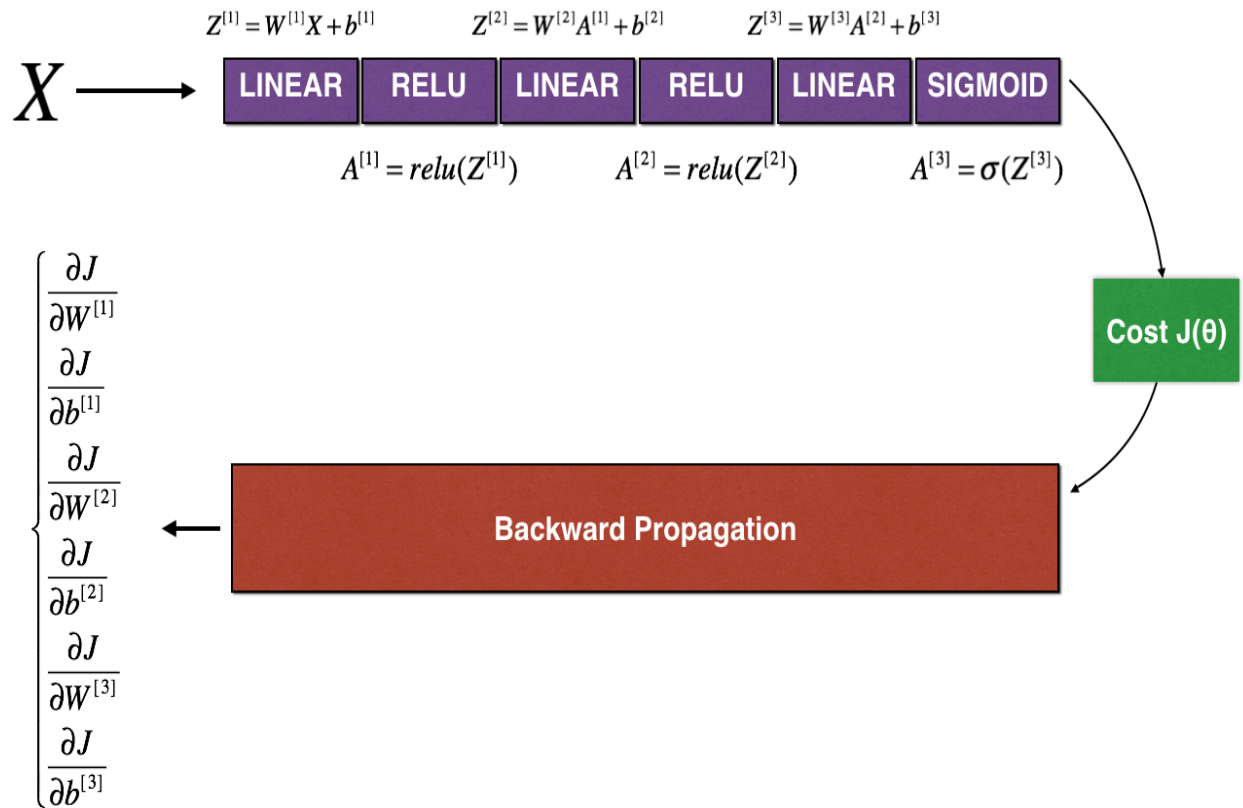 Z^{[1]} = W^{[1]}X + b^{[1]} Z^{[2]} = W^{[2]}A^{[1]} + b^{[2]} Z^{[3]} = W^{[3]}A^{[2]} + b^{[3]}
X LINEAR RELU LINEAR RELU LINEAR SIGMOID
A^{[1]} = relu(Z^{[1]}) A^{[2]} = relu(Z^{[2]}) A^{[3]} = σ(Z^{[3]})
Cost J(θ)
Backward Propagation
∂J
∂W^{[1]}
∂J
∂b^{[1]}
∂J
∂W^{[2]}
∂J
∂b^{[2]}
∂J
∂W^{[3]}
∂J
∂b^{[3]}